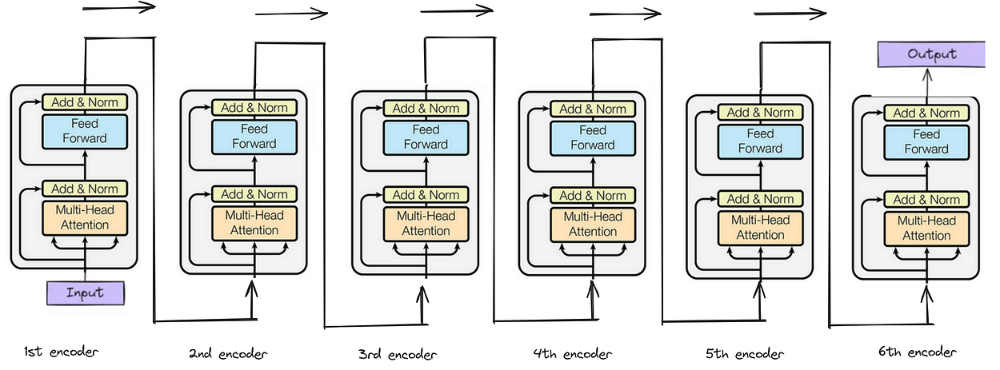 Output
Add & Norm
Feed
Forward
Add & Norm
Multi-Head
Attention
Input
1st encoder
Add & Norm
Feed
Forward
Add & Norm
Multi-Head
Attention
2nd encoder
Add & Norm
Feed
Forward
Add & Norm
Multi-Head
Attention
3rd encoder
Add & Norm
Feed
Forward
Add & Norm
Multi-Head
Attention
4th encoder
Add & Norm
Feed
Forward
Add & Norm
Multi-Head
Attention
5th encoder
Add & Norm
Feed
Forward
Add & Norm
Multi-Head
Attention
6th encoder